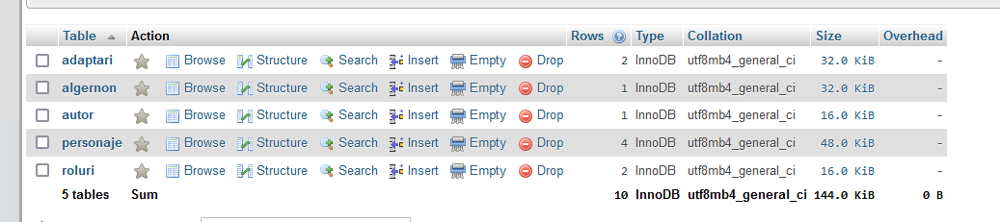 Table Action Rows Type Collation Size Overhead
adaptari Browse Structure Search Insert Empty Drop 2 InnoDB utf8mb4_general_ci 32.0 KiB -
algernon Browse Structure Search Insert Empty Drop 1 InnoDB utf8mb4_general_ci 32.0 KiB -
autor Browse Structure Search Insert Empty Drop 1 InnoDB utf8mb4_general_ci 16.0 KiB -
personaje Browse Structure Search Insert Empty Drop 4 InnoDB utf8mb4_general_ci 48.0 KiB -
roluri Browse Structure Search Insert Empty Drop 2 InnoDB utf8mb4_general_ci 16.0 KiB -
5 tables Sum 10 InnoDB utf8mb4_general_ci 144.0 KiB 0 B